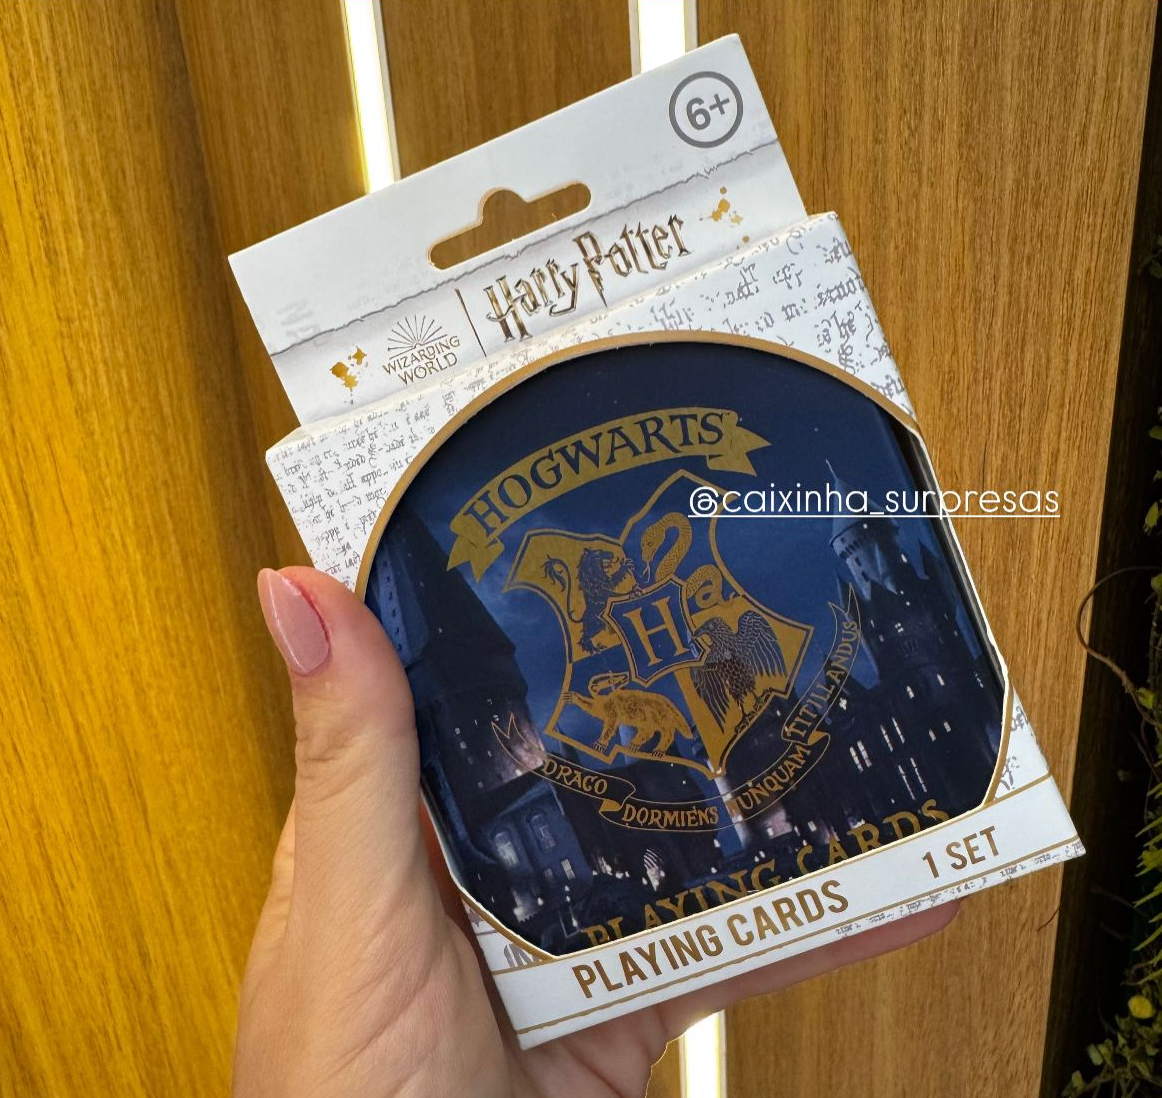 6+
Harry Potter
WIZARDING
WORLD
HOGWARTS
@caixinha_surpresas
H
DRACO
DORMIENS
NUNQUAM
TITILLANDUS
PLAYING CARDS
PLAYING CARDS
1 SET